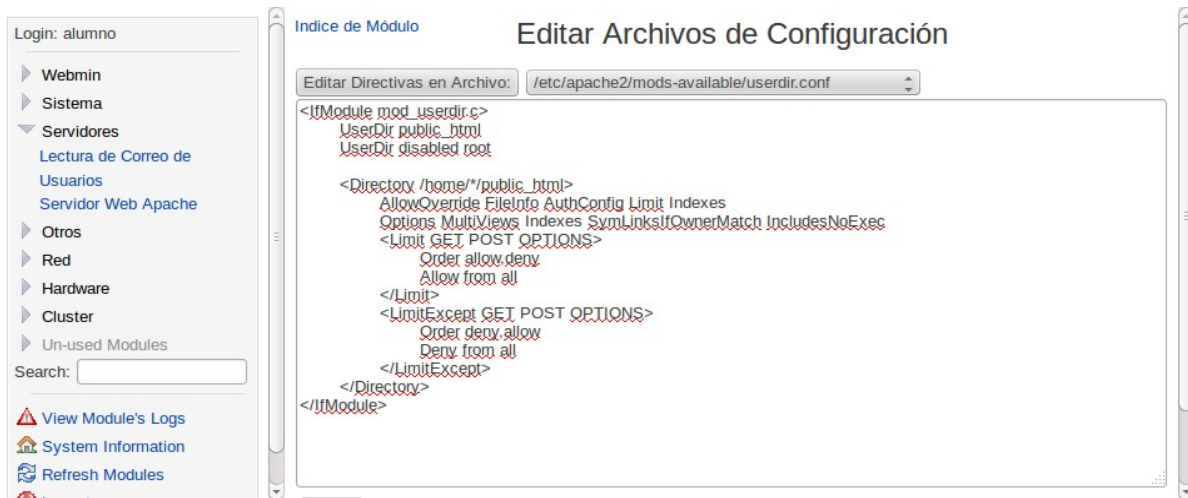 Login: alumno
Webmin
Sistema
Servidores
Lectura de Correo de
Usuarios
Servidor Web Apache
Otros
Red
Hardware
Cluster
Un-used Modules
Search:
View Module's Logs
System Information
Refresh Modules
Indice de Módulo
Editar Archivos de Configuración
Editar Directivas en Archivo: /etc/apache2/mods-available/userdir.conf
<IfModule mod_userdir.c>
UserDir public_html
UserDir disabled root
<Directory /home/*/public_html>
AllowOverride FileInfo AuthConfig Limit Indexes
Options MultiViews Indexes SymLinksIfOwnerMatch IncludesNoExec
<Limit GET POST OPTIONS>
Order allow,deny
Allow from all
</Limit>
<LimitExcept GET POST OPTIONS>
Order deny,allow
Deny from all
</LimitExcept>
</Directory>
</IfModule>